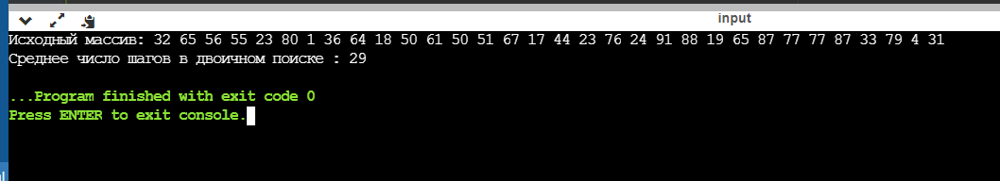 input
Исходный массив: 32 65 56 55 23 80 1 36 64 18 50 61 50 51 67 17 44 23 76 24 91 88 19 65 87 77 77 87 33 79 4 31
Среднее число шагов в двоичном поиске : 29
...Program finished with exit code 0
Press ENTER to exit console.